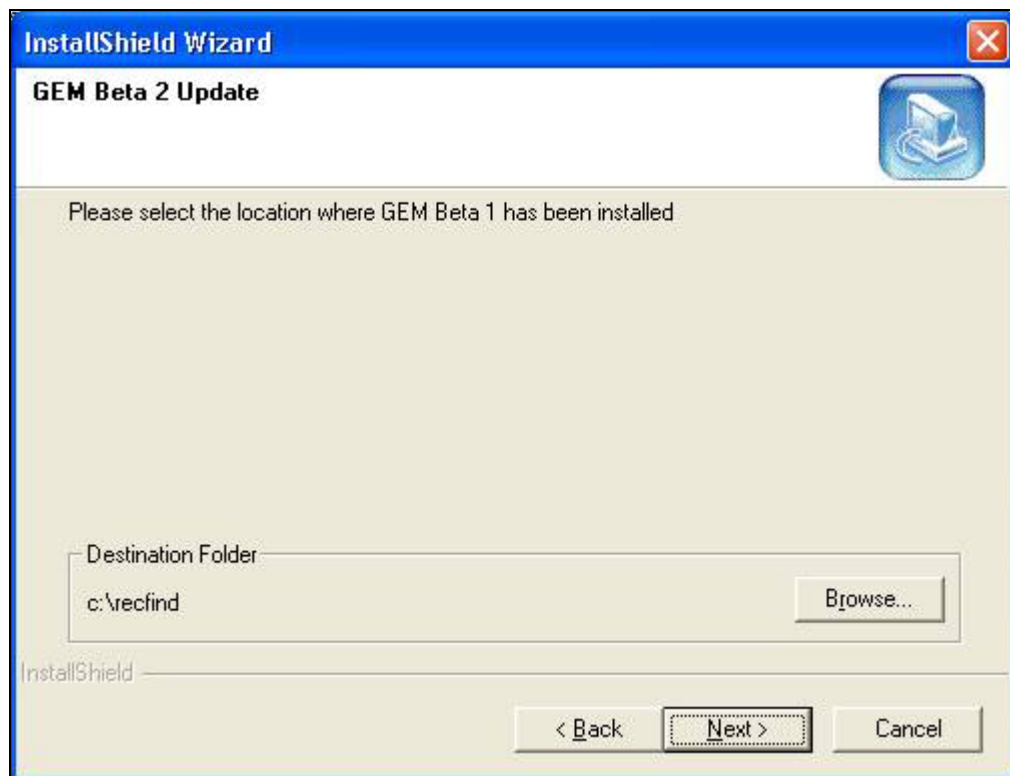 InstallShield Wizard
GEM Beta 2 Update
Please select the location where GEM Beta 1 has been installed
Destination Folder
c:\recfind
Browse...
InstallShield
< Back
Next >
Cancel